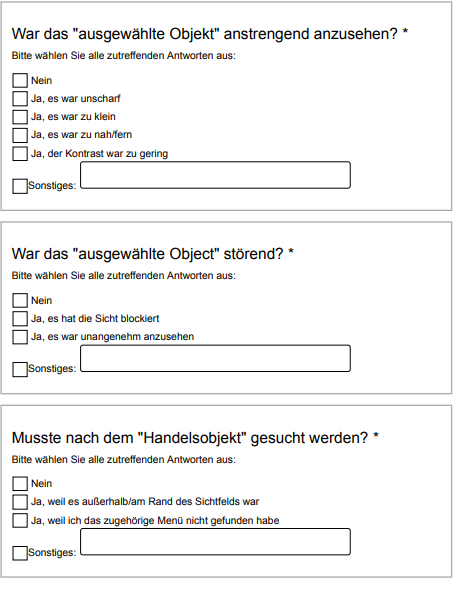 War das "ausgewählte Objekt" anstrengend anzusehen? *
Bitte wählen Sie alle zutreffenden Antworten aus:
Nein
Ja, es war unscharf
Ja, es war zu klein
Ja, es war zu nah/fern
Ja, der Kontrast war zu gering
Sonstiges:
War das "ausgewählte Object" störend? *
Bitte wählen Sie alle zutreffenden Antworten aus:
Nein
Ja, es hat die Sicht blockiert
Ja, es war unangenehm anzusehen
Sonstiges:
Musste nach dem "Handelsobjekt" gesucht werden? *
Bitte wählen Sie alle zutreffenden Antworten aus:
Nein
Ja, weil es außerhalb/am Rand des Sichtfelds war
Ja, weil ich das zugehörige Menü nicht gefunden habe
Sonstiges: